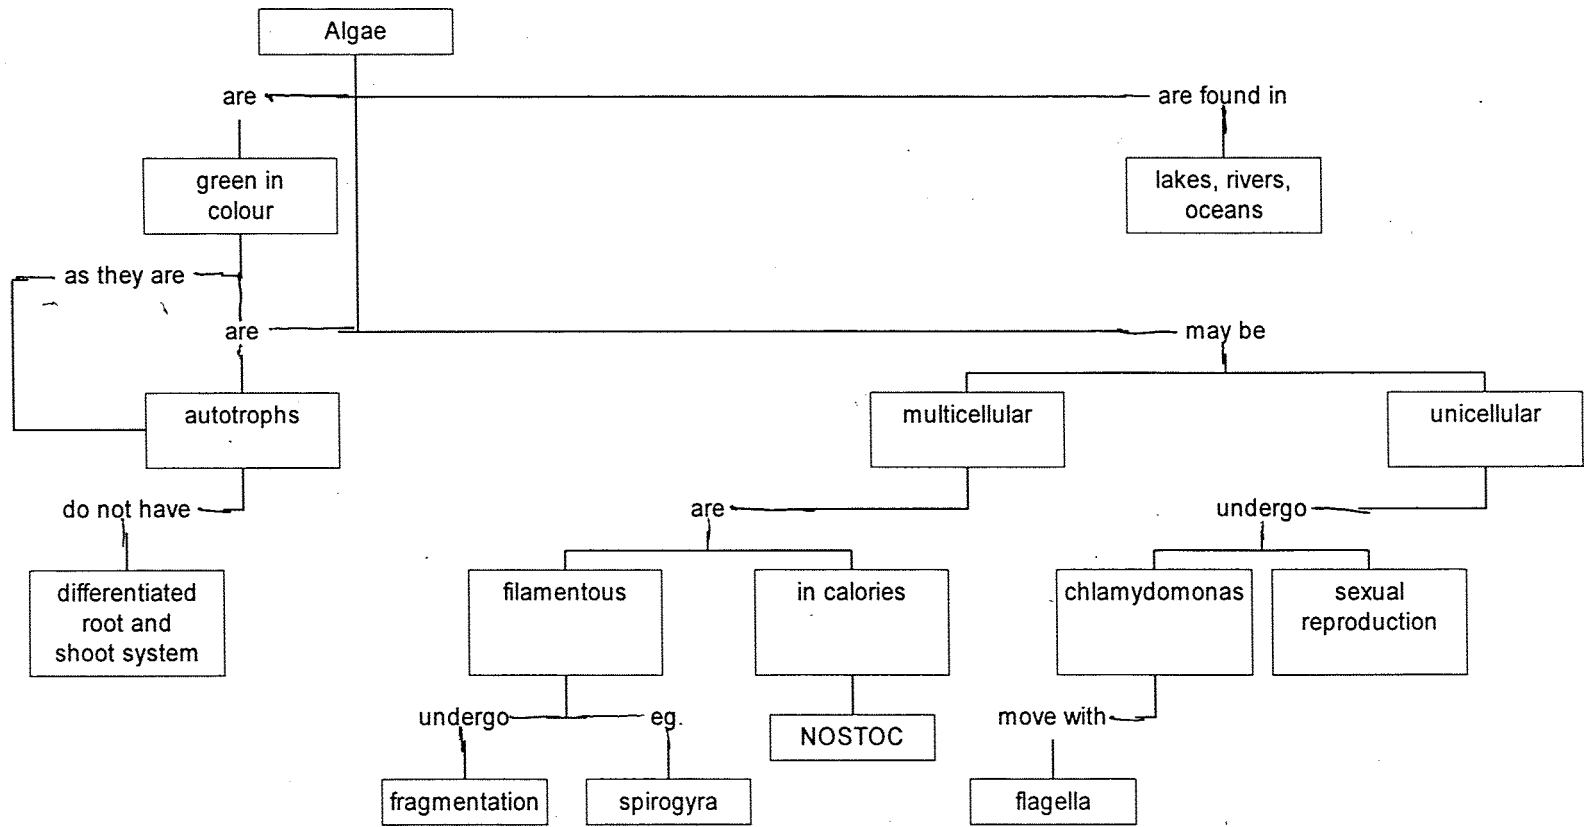 Algae
are
are found in
green in
colour
lakes, rivers,
oceans
as they are
are
may be
autotrophs
multicellular
unicellular
do not have
are
undergo
differentiated
root and
shoot system
filamentous
in calories
chlamydomonas
sexual
reproduction
undergo
eg.
NOSTOC
move with
fragmentation
spirogyra
flagella